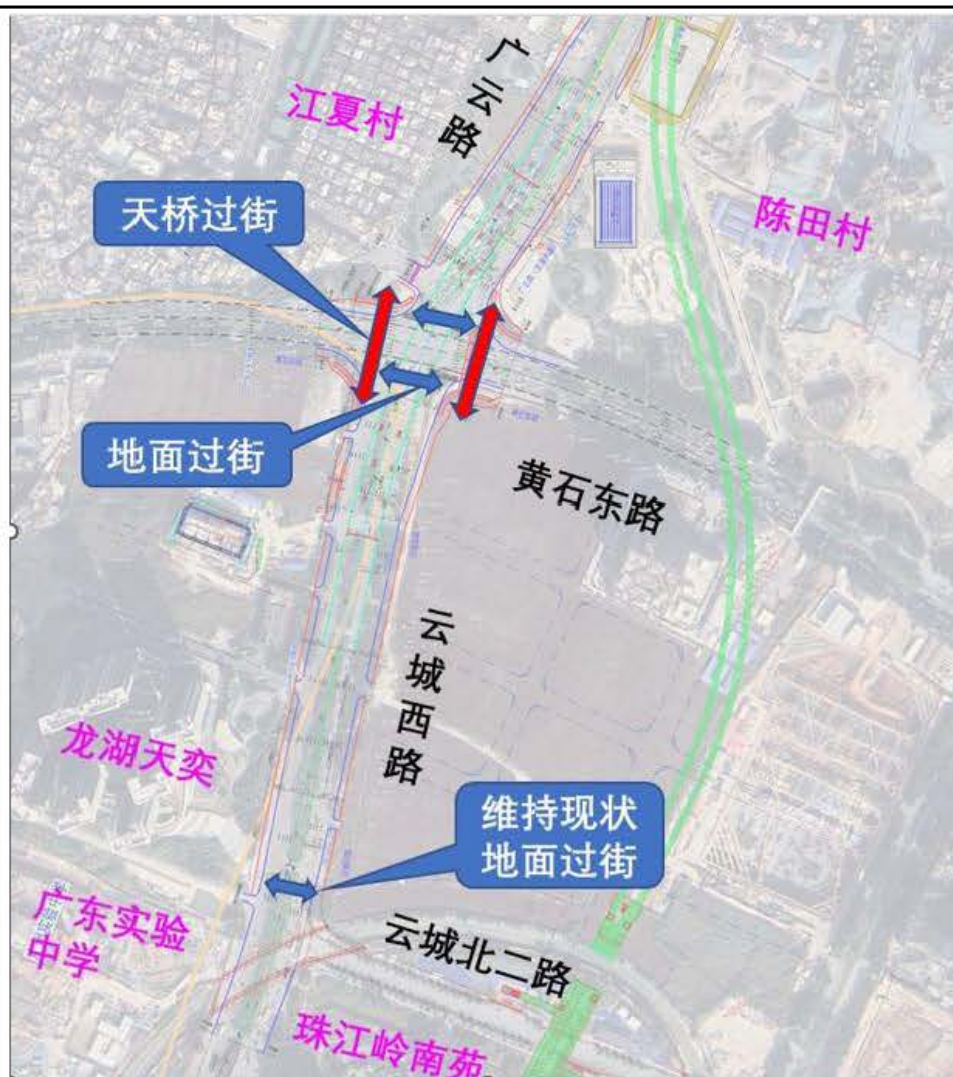 广云路
江夏村
陈田村
天桥过街
地面过街
黄石东路
云城西路
龙湖天奕
维持现状
地面过街
广东实验
中学
云城北二路
珠江岭南苑